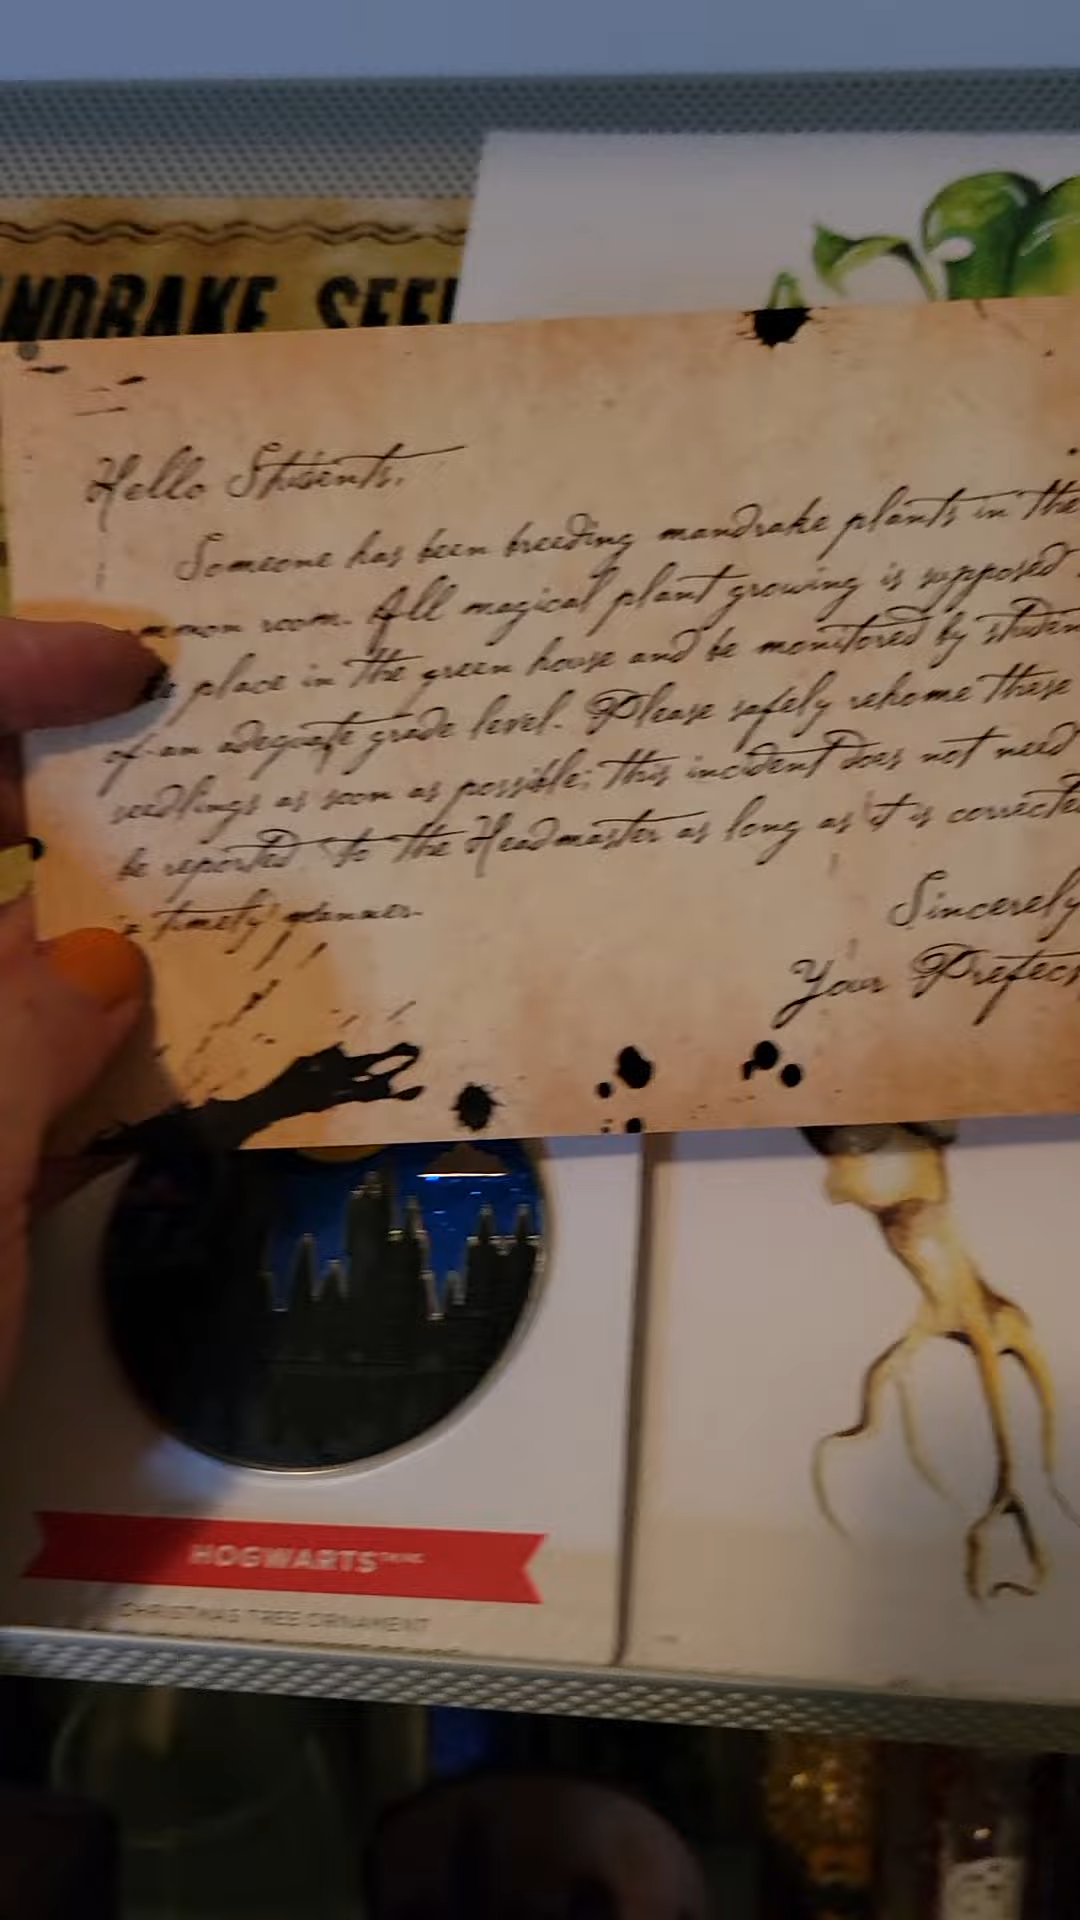 NDRAKE SEE
Hello Students,
Someone has been breeding mandrake plants in the
mmon room. All magical plant growing is supposed
place in the green house and be monitored by studen
of an adequate grade level. Please safely rehome these
seedlings as soon as possible; this incident does not need
be reported to the Headmaster as long as it is correcte
a timely manner.
Sincerely
Your Prefec
HOGWARTS
CHRISTMAS TREE ORNAMENT